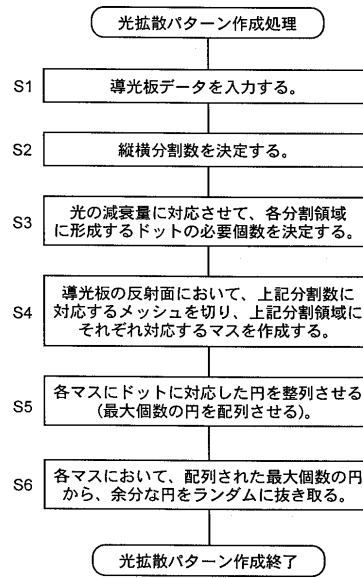 光拡散パターン作成処理
S1
導光板データを入力する。
S2
縦横分割数を決定する。
S3
光の減衰量に対応させて、各分割領域
に形成するドットの必要個数を決定する。
S4
導光板の反射面において、上記分割数に
対応するメッシュを切り、上記分割領域に
それぞれ対応するマスを作成する。
S5
各マスにドットに対応した円を整列させる
(最大個数の円を配列させる)。
S6
各マスにおいて、配列された最大個数の円
から、余分な円をランダムに抜き取る。
光拡散パターン作成終了